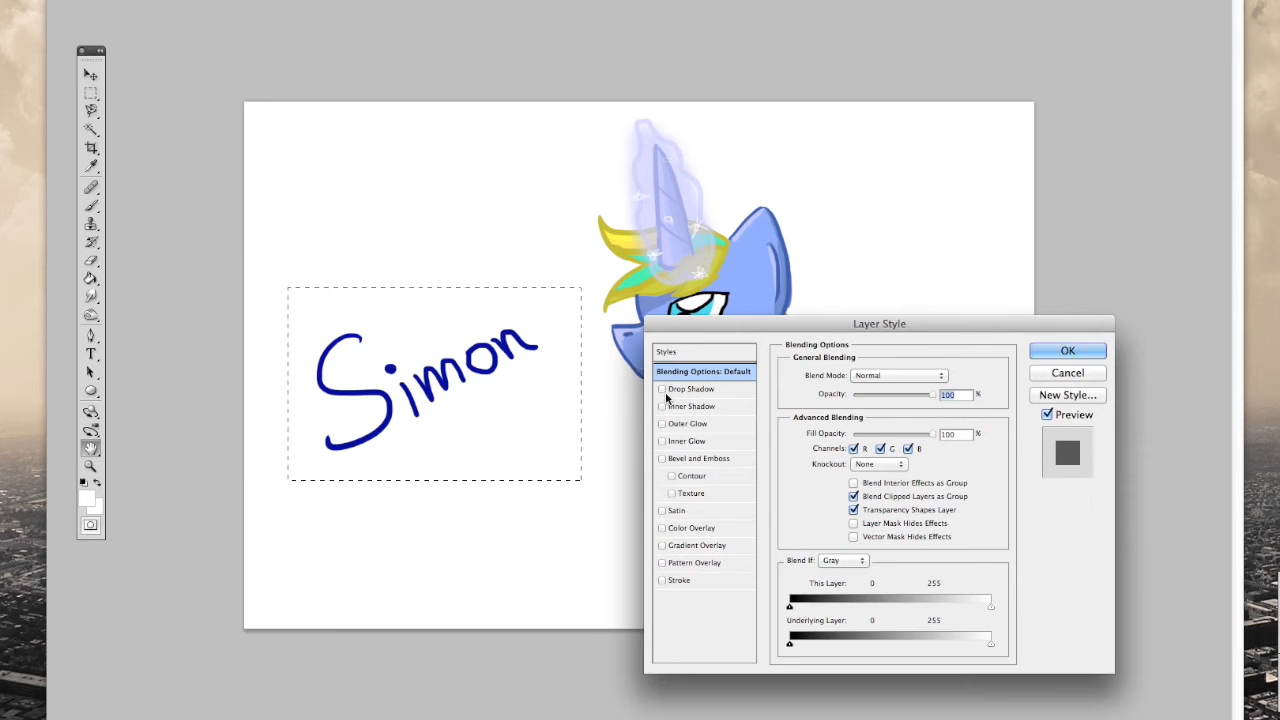 Simon
Layer Style
Styles
Blending Options: Default
Drop Shadow
Inner Shadow
Outer Glow
Inner Glow
Bevel and Emboss
Contour
Texture
Satin
Color Overlay
Gradient Overlay
Pattern Overlay
Stroke
Blending Options
General Blending
Blend Mode: Normal
Opacity: 100 %
Advanced Blending
Fill Opacity: 100 %
Channels: R G B
Knockout: None
Blend Interior Effects as Group
Blend Clipped Layers as Group
Transparency Shapes Layer
Layer Mask Hides Effects
Vector Mask Hides Effects
Blend If: Gray
This Layer: 0 255
Underlying Layer: 0 255
OK
Cancel
New Style...
Preview